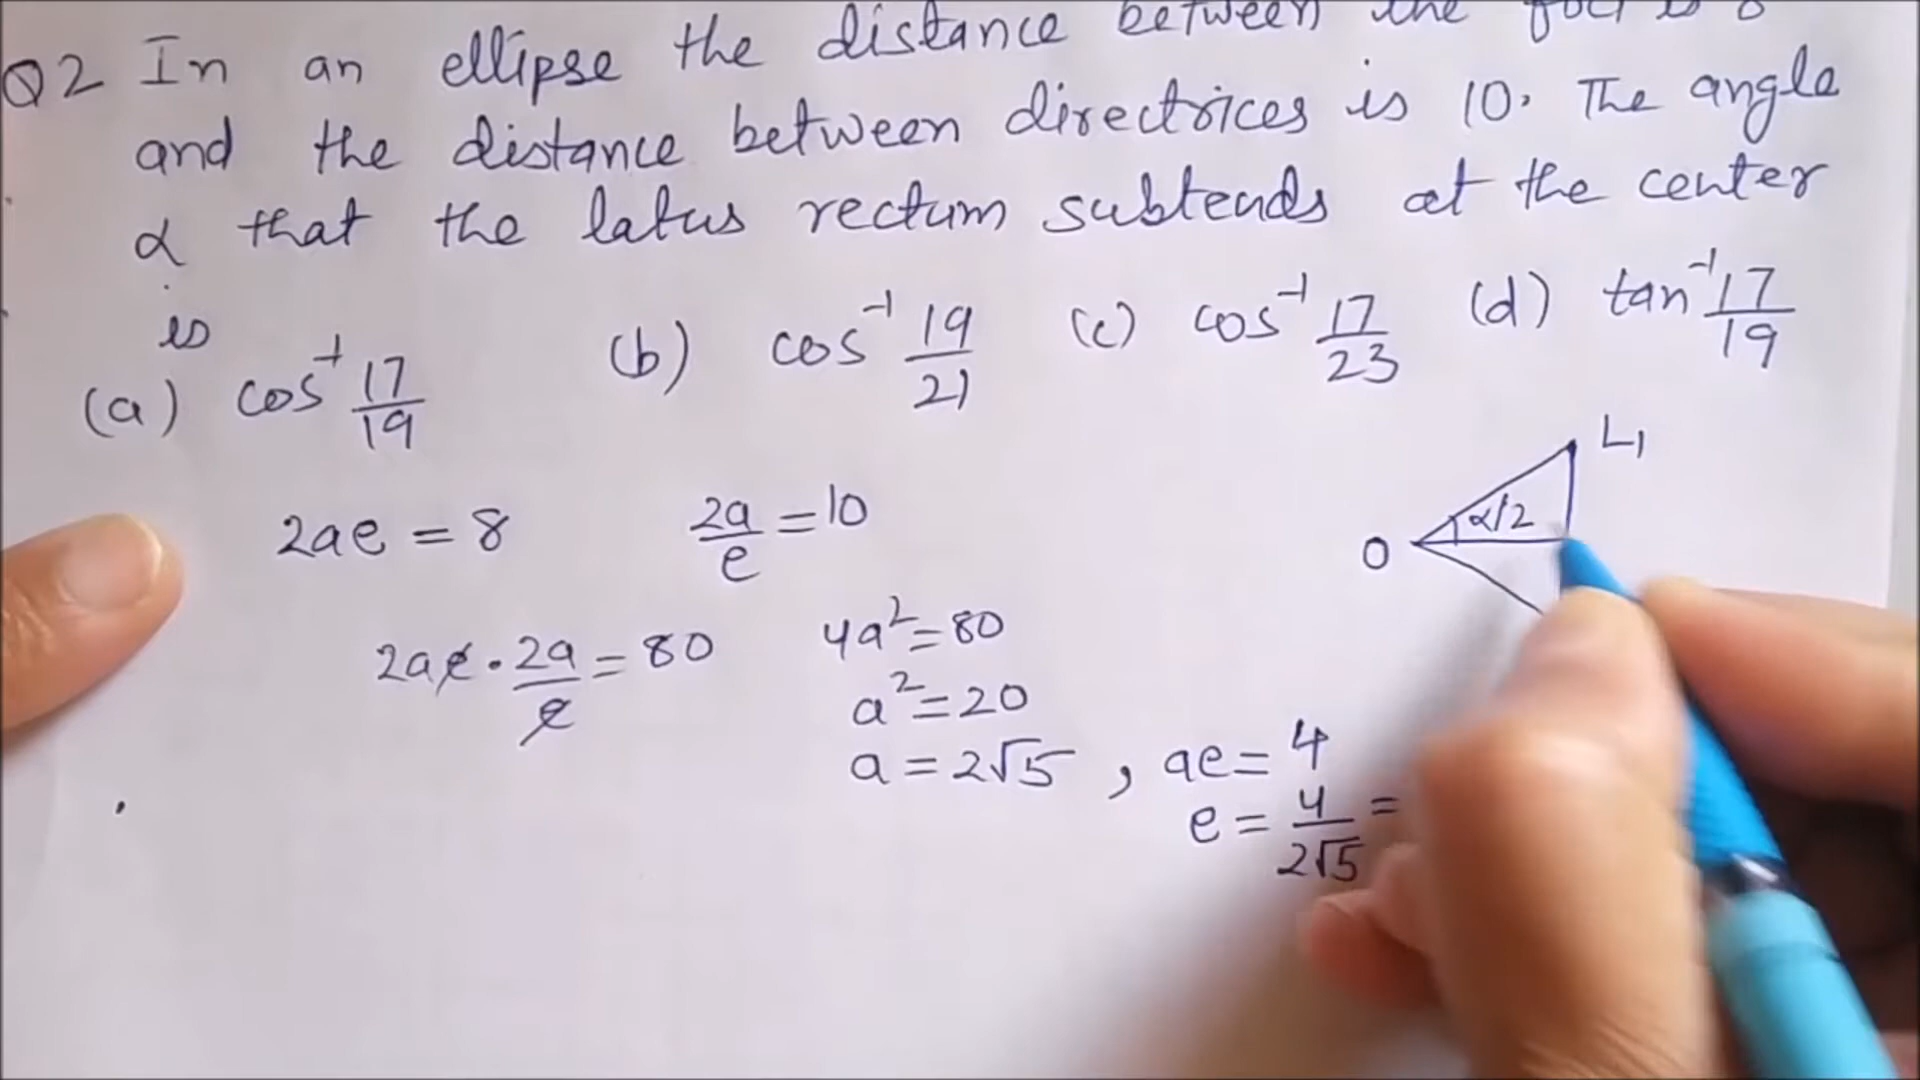 Q2 In an ellipse the distance between the foci is 8
and the distance between directrices is 10. The angle
α that the latus rectum subtends at the center
is
(a) cos⁻¹ 17/19 (b) cos⁻¹ 19/21 (c) cos⁻¹ 17/23 (d) tan⁻¹ 17/19
L1
α/2
O
2ae = 8 2a/e = 10
2ae · 2a/e = 80 4a² = 80
a² = 20
a = 2√5 , ae = 4
e = 4/2√5 =